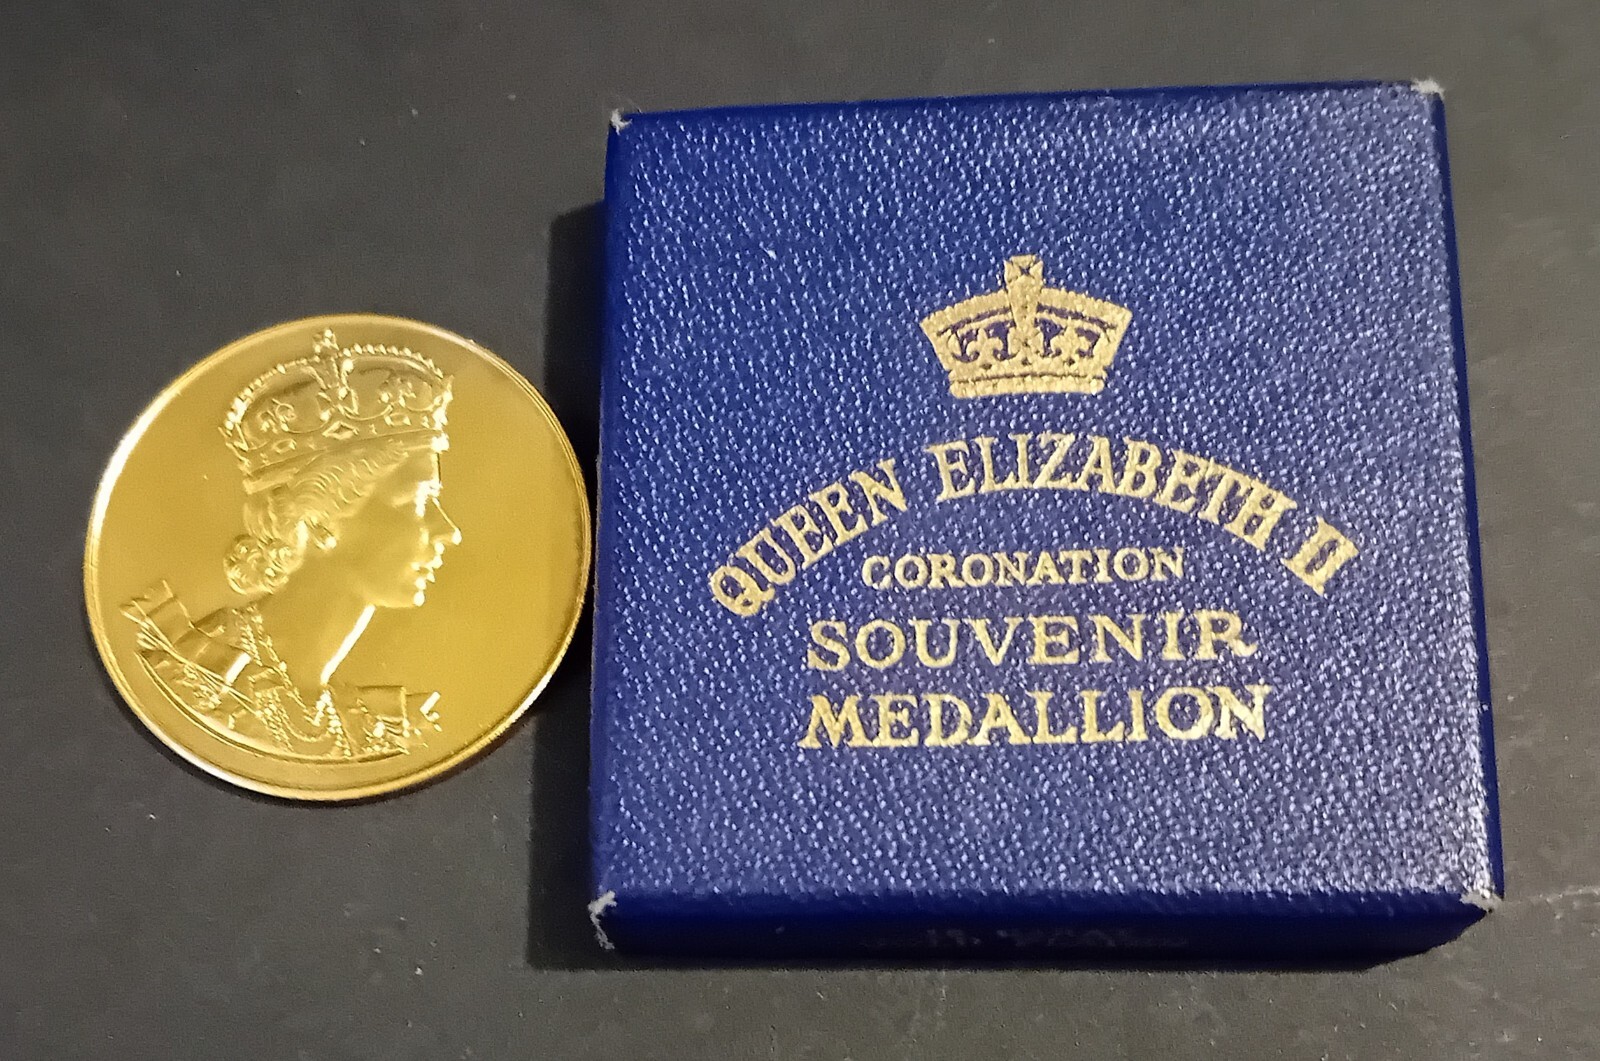 QUEEN ELIZABETH II
CORONATION
SOUVENIR
MEDALLION